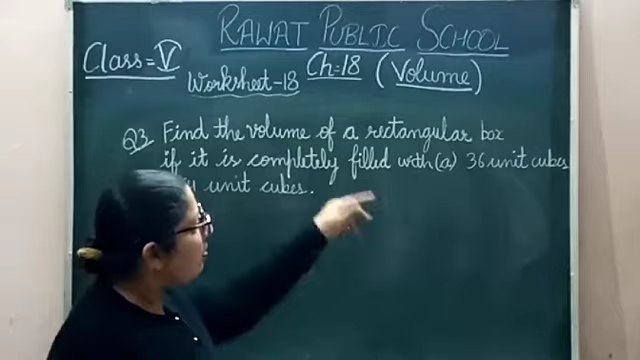 RAWAT PUBLIC SCHOOL
Class = V
Ch=18 (Volume)
Worksheet-18
Q3. Find the volume of a rectangular box
if it is completely filled with (a) 36 unit cubes
unit cubes.